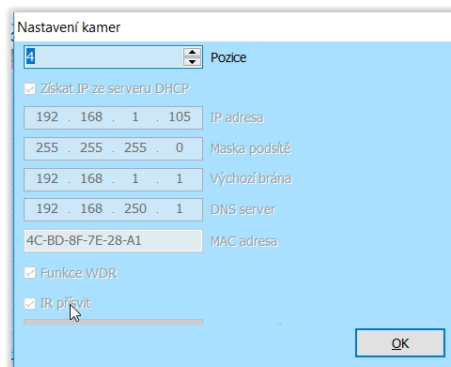 Nastavení kamer
4 Pozice
Získat IP ze serveru DHCP
192 . 168 . 1 . 105 IP adresa
255 . 255 . 255 . 0 Maska podsítě
192 . 168 . 1 . 1 Výchozí brána
192 . 168 . 250 . 1 DNS server
4C-BD-8F-7E-28-A1 MAC adresa
Funkce WDR
IR přísvit
OK